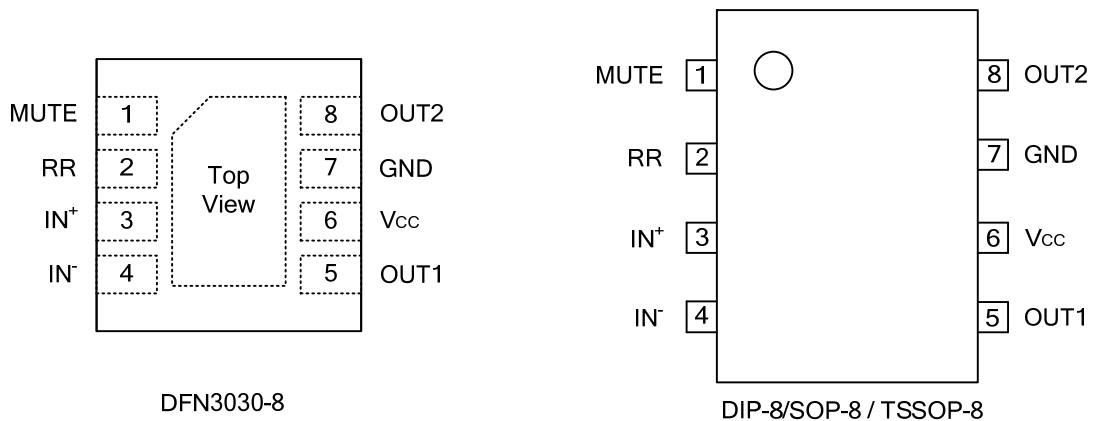 MUTE 1 8 OUT2
RR 2 7 GND
IN+ 3 6 VCC
IN- 4 5 OUT1
Top
View
DFN3030-8
MUTE 1 8 OUT2
RR 2 7 GND
IN+ 3 6 VCC
IN- 4 5 OUT1
DIP-8/SOP-8 / TSSOP-8